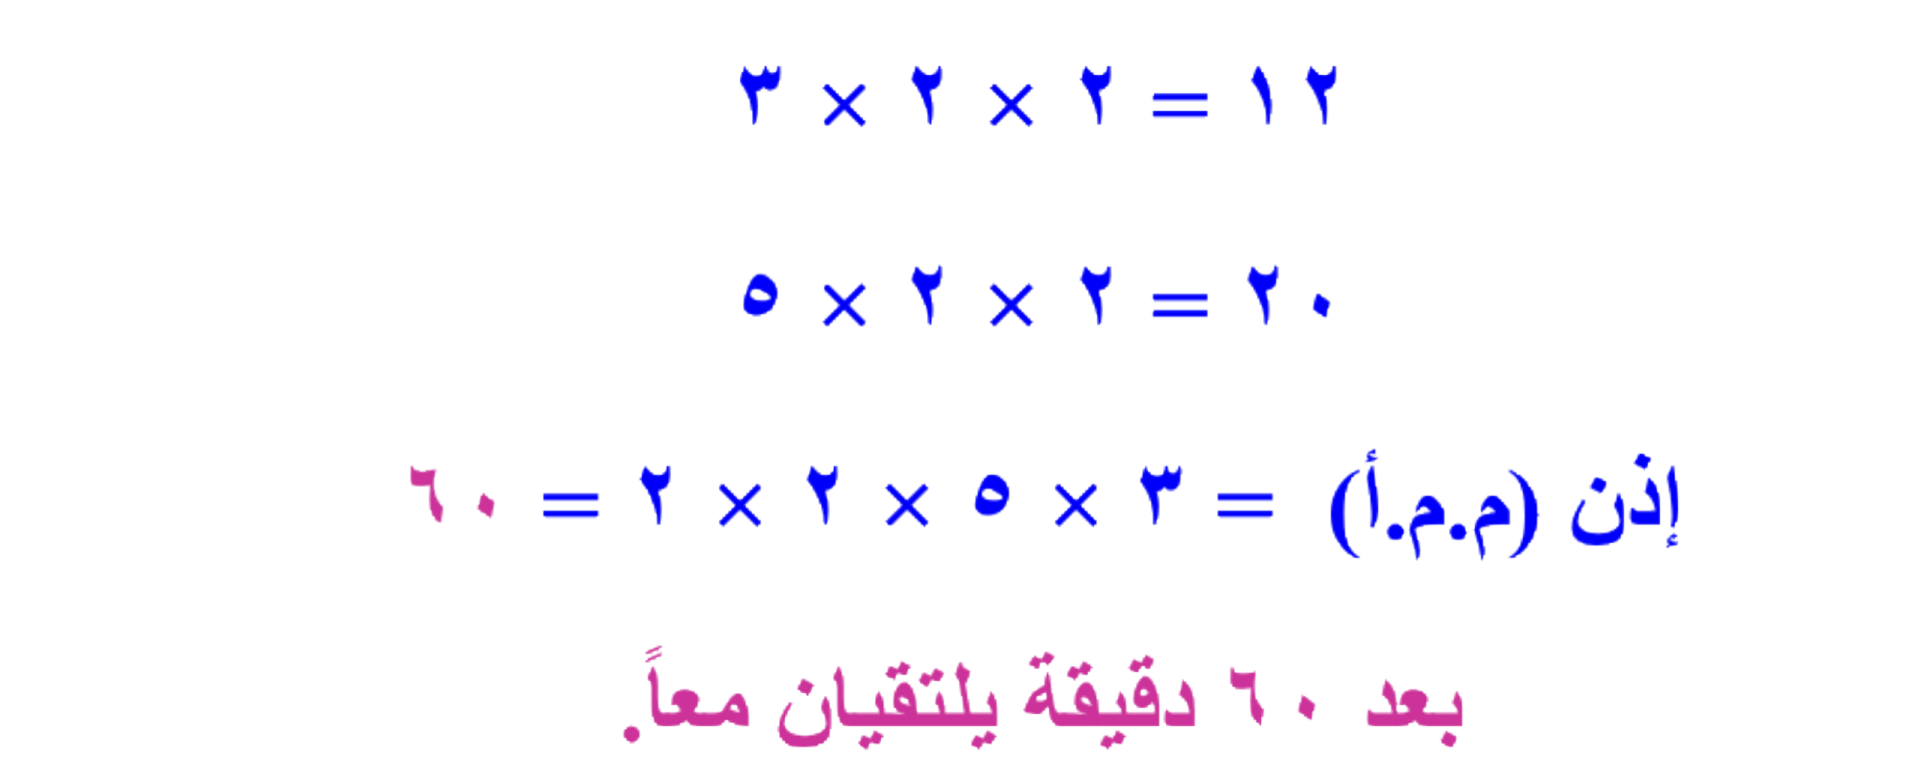 ١٢ = ٢ × ٢ × ٣
٢٠ = ٢ × ٢ × ٥
إذن (م.م.أ) = ٣ × ٥ × ٢ × ٢ = ٦٠
بعد ٦٠ دقيقة يلتقيان معاً.